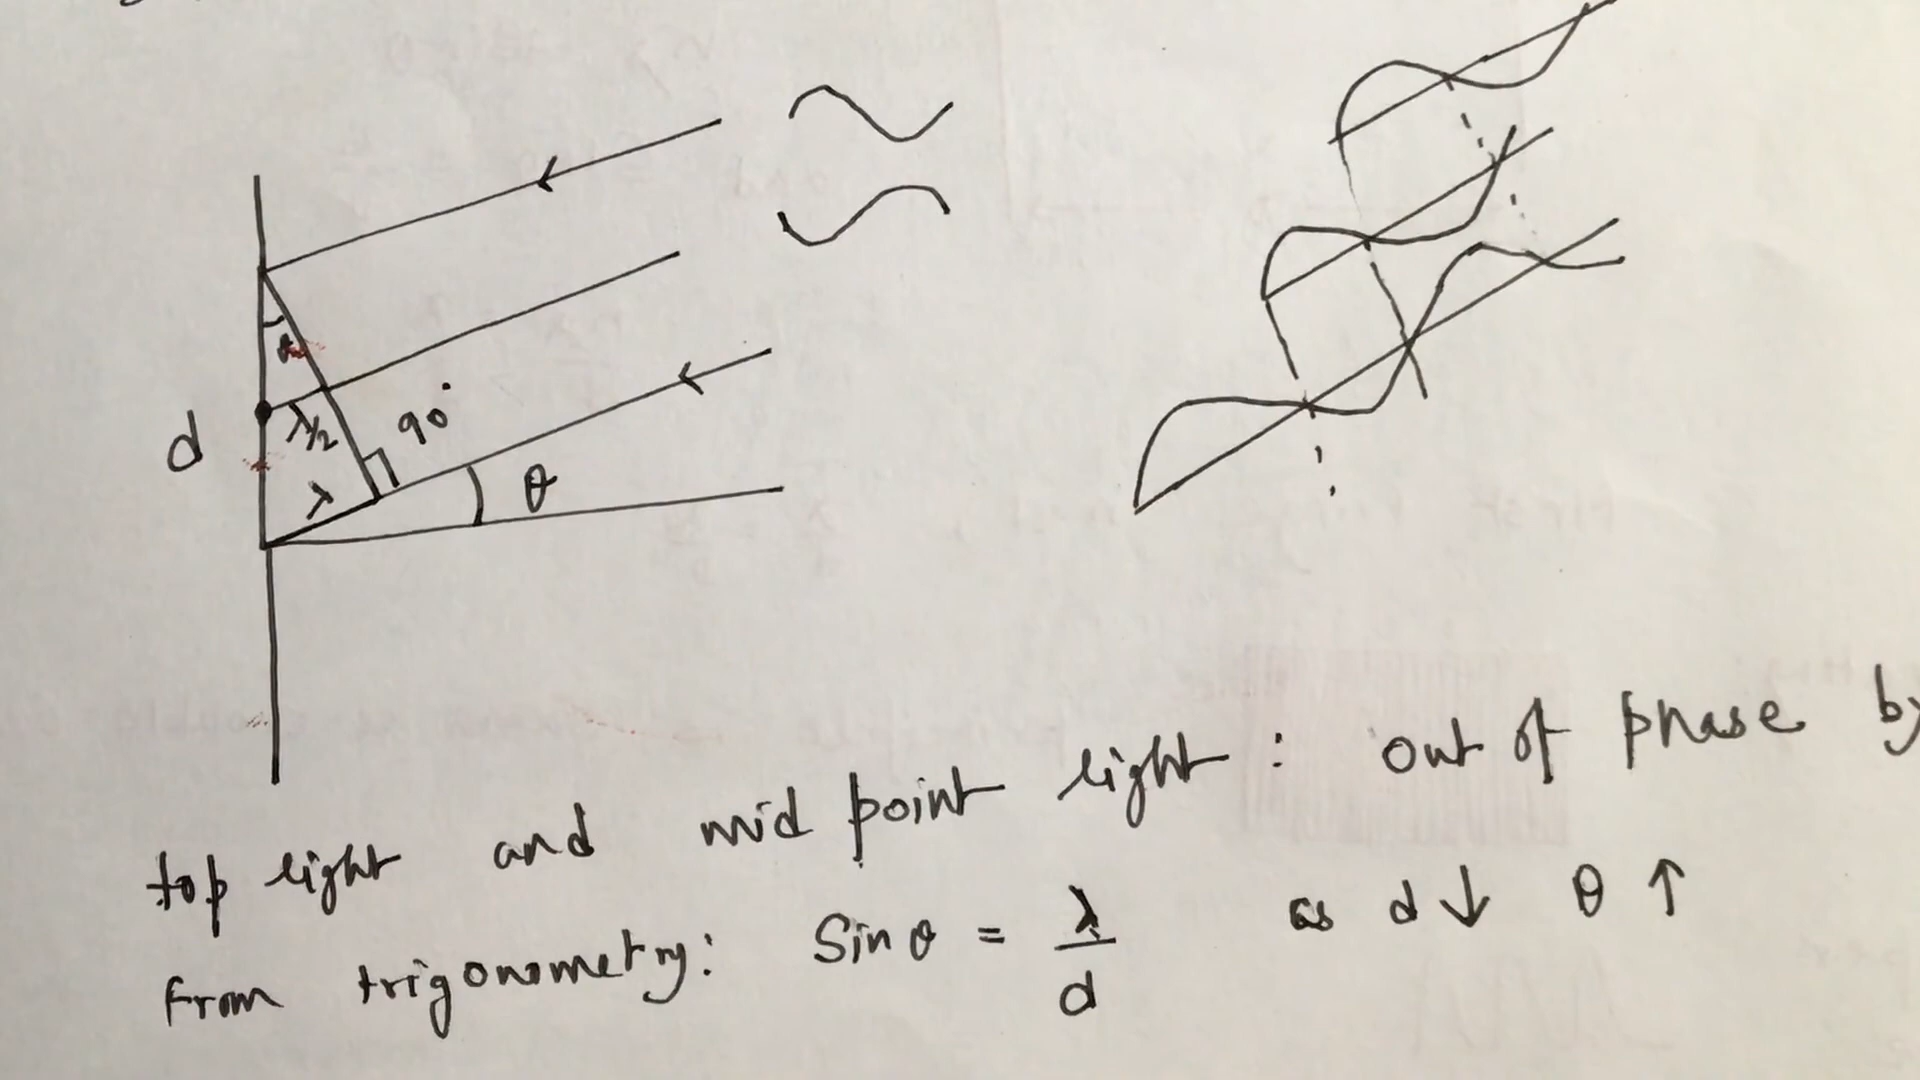 θ
d
λ/2
90°
λ
θ
top light and mid point light : out of phase by
from trigonometry: Sin θ = λ/d as d ↓ θ ↑